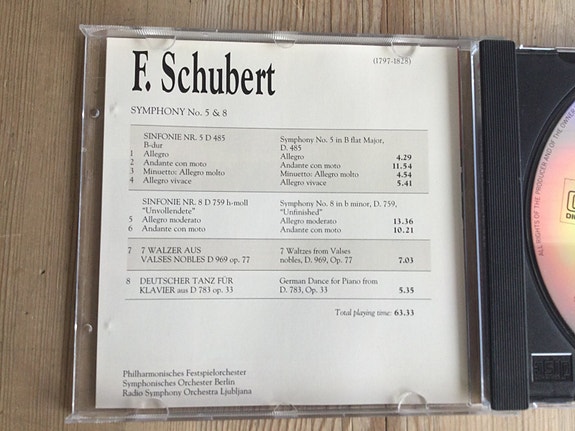 F. Schubert
(1797-1828)
SYMPHONY No. 5 & 8
SINFONIE NR. 5 D 485 Symphony No. 5 in B flat Major,
B-dur D. 485
1 Allegro Allegro 4.29
2 Andante con moto Andante con moto 11.54
3 Minuetto: Allegro molto Minuetto: Allegro molto 4.54
4 Allegro vivace Allegro vivace 5.41
SINFONIE NR. 8 D 759 h-moll Symphony No. 8 in b minor, D. 759,
"Unvollendete" "Unfinished"
5 Allegro moderato Allegro moderato 13.36
6 Andante con moto Andante con moto 10.21
7 7 WALZER AUS 7 Waltzes from Valses
VALSES NOBLES D 969 op. 77 nobles, D. 969, Op. 77 7.03
8 DEUTSCHER TANZ FÜR German Dance for Piano from
KLAVIER aus D 783 op. 33 D. 783, Op. 33 5.35
Total playing time: 63.33
Philharmonisches Festspielorchester
Symphonisches Orchester Berlin
Radio Symphony Orchestra Ljubljana
ALL RIGHTS OF THE PRODUCER AND OF THE OWNER